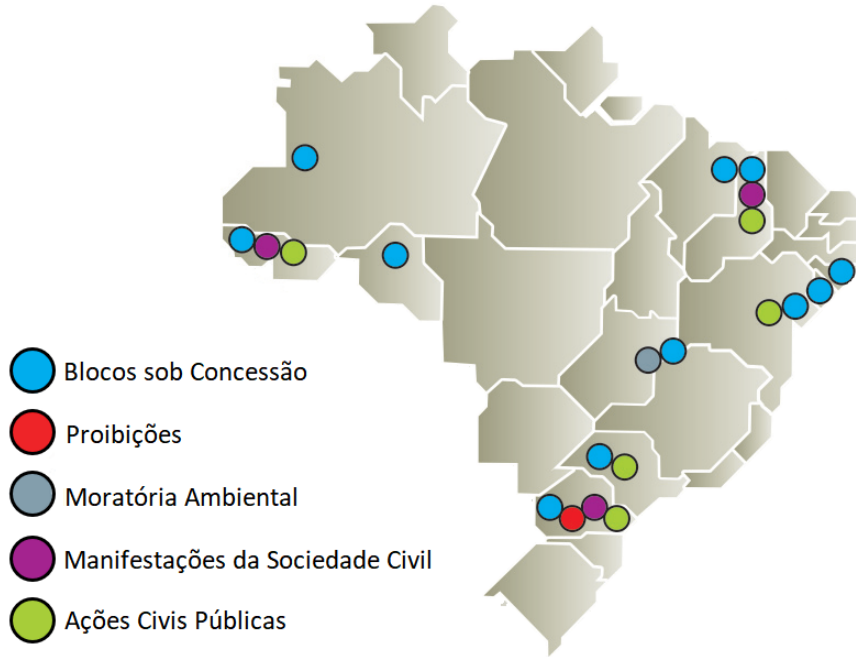 Blocos sob Concessão
Proibições
Moratória Ambiental
Manifestações da Sociedade Civil
Ações Civis Públicas